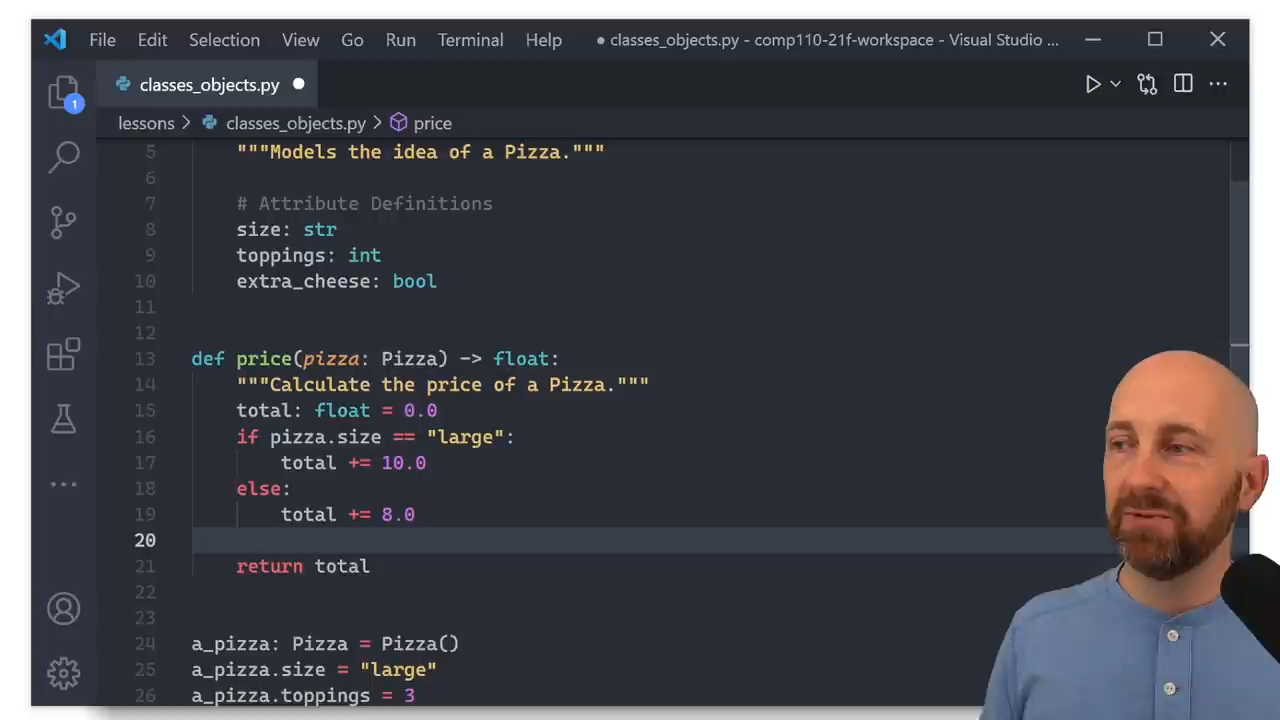 File Edit Selection View Go Run Terminal Help ● classes_objects.py - comp110-21f-workspace - Visual Studio ...
classes_objects.py
1
lessons > classes_objects.py > price
5 """Models the idea of a Pizza."""
6
7 # Attribute Definitions
8 size: str
9 toppings: int
10 extra_cheese: bool
11
12
13 def price(pizza: Pizza) -> float:
14 """Calculate the price of a Pizza."""
15 total: float = 0.0
16 if pizza.size == "large":
17 total += 10.0
18 else:
19 total += 8.0
20
21 return total
22
23
24 a_pizza: Pizza = Pizza()
25 a_pizza.size = "large"
26 a_pizza.toppings = 3